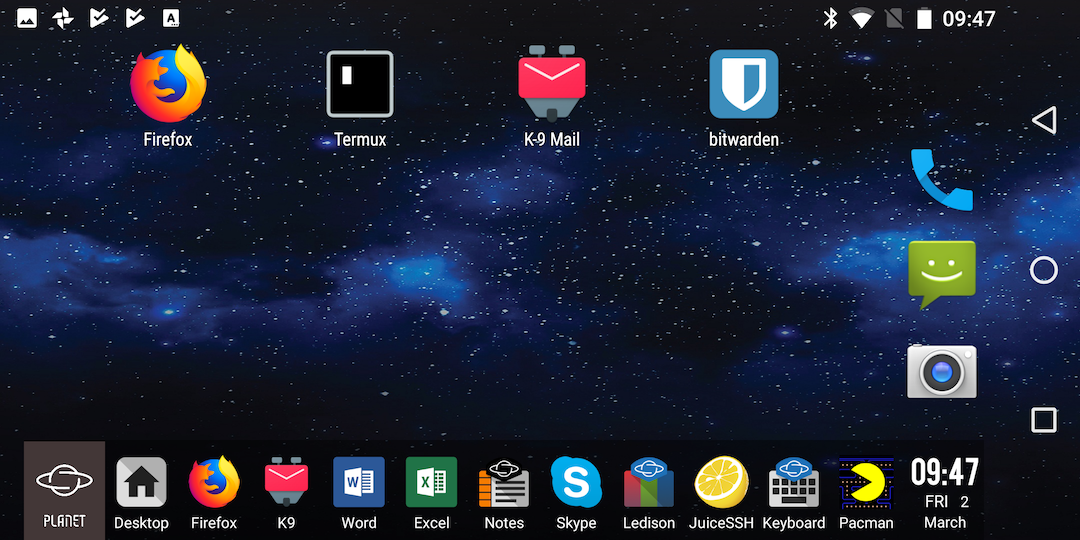 A
09:47
Firefox
Termux
K-9 Mail
bitwarden
PLANET
Desktop
Firefox
K9
W
Word
X
Excel
Notes
S
Skype
Ledison
JuiceSSH
Keyboard
Pacman
09:47
FRI 2
March